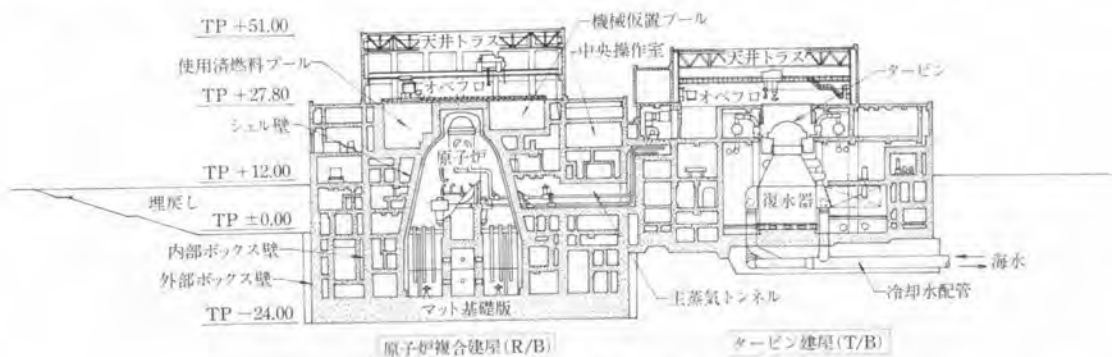 TP +51.00
使用済燃料プール
TP +27.80
シェル壁
TP +12.00
埋戻し
TP ±0.00
内部ボックス壁
外部ボックス壁
TP −24.00
天井トラス
オペフロ
原子炉
マット基礎版
原子炉複合建屋(R/B)
機械仮置プール
中央操作室
天井トラス
オペフロ
タービン
復水器
海水
冷却水配管
主蒸気トンネル
タービン建屋(T/B)